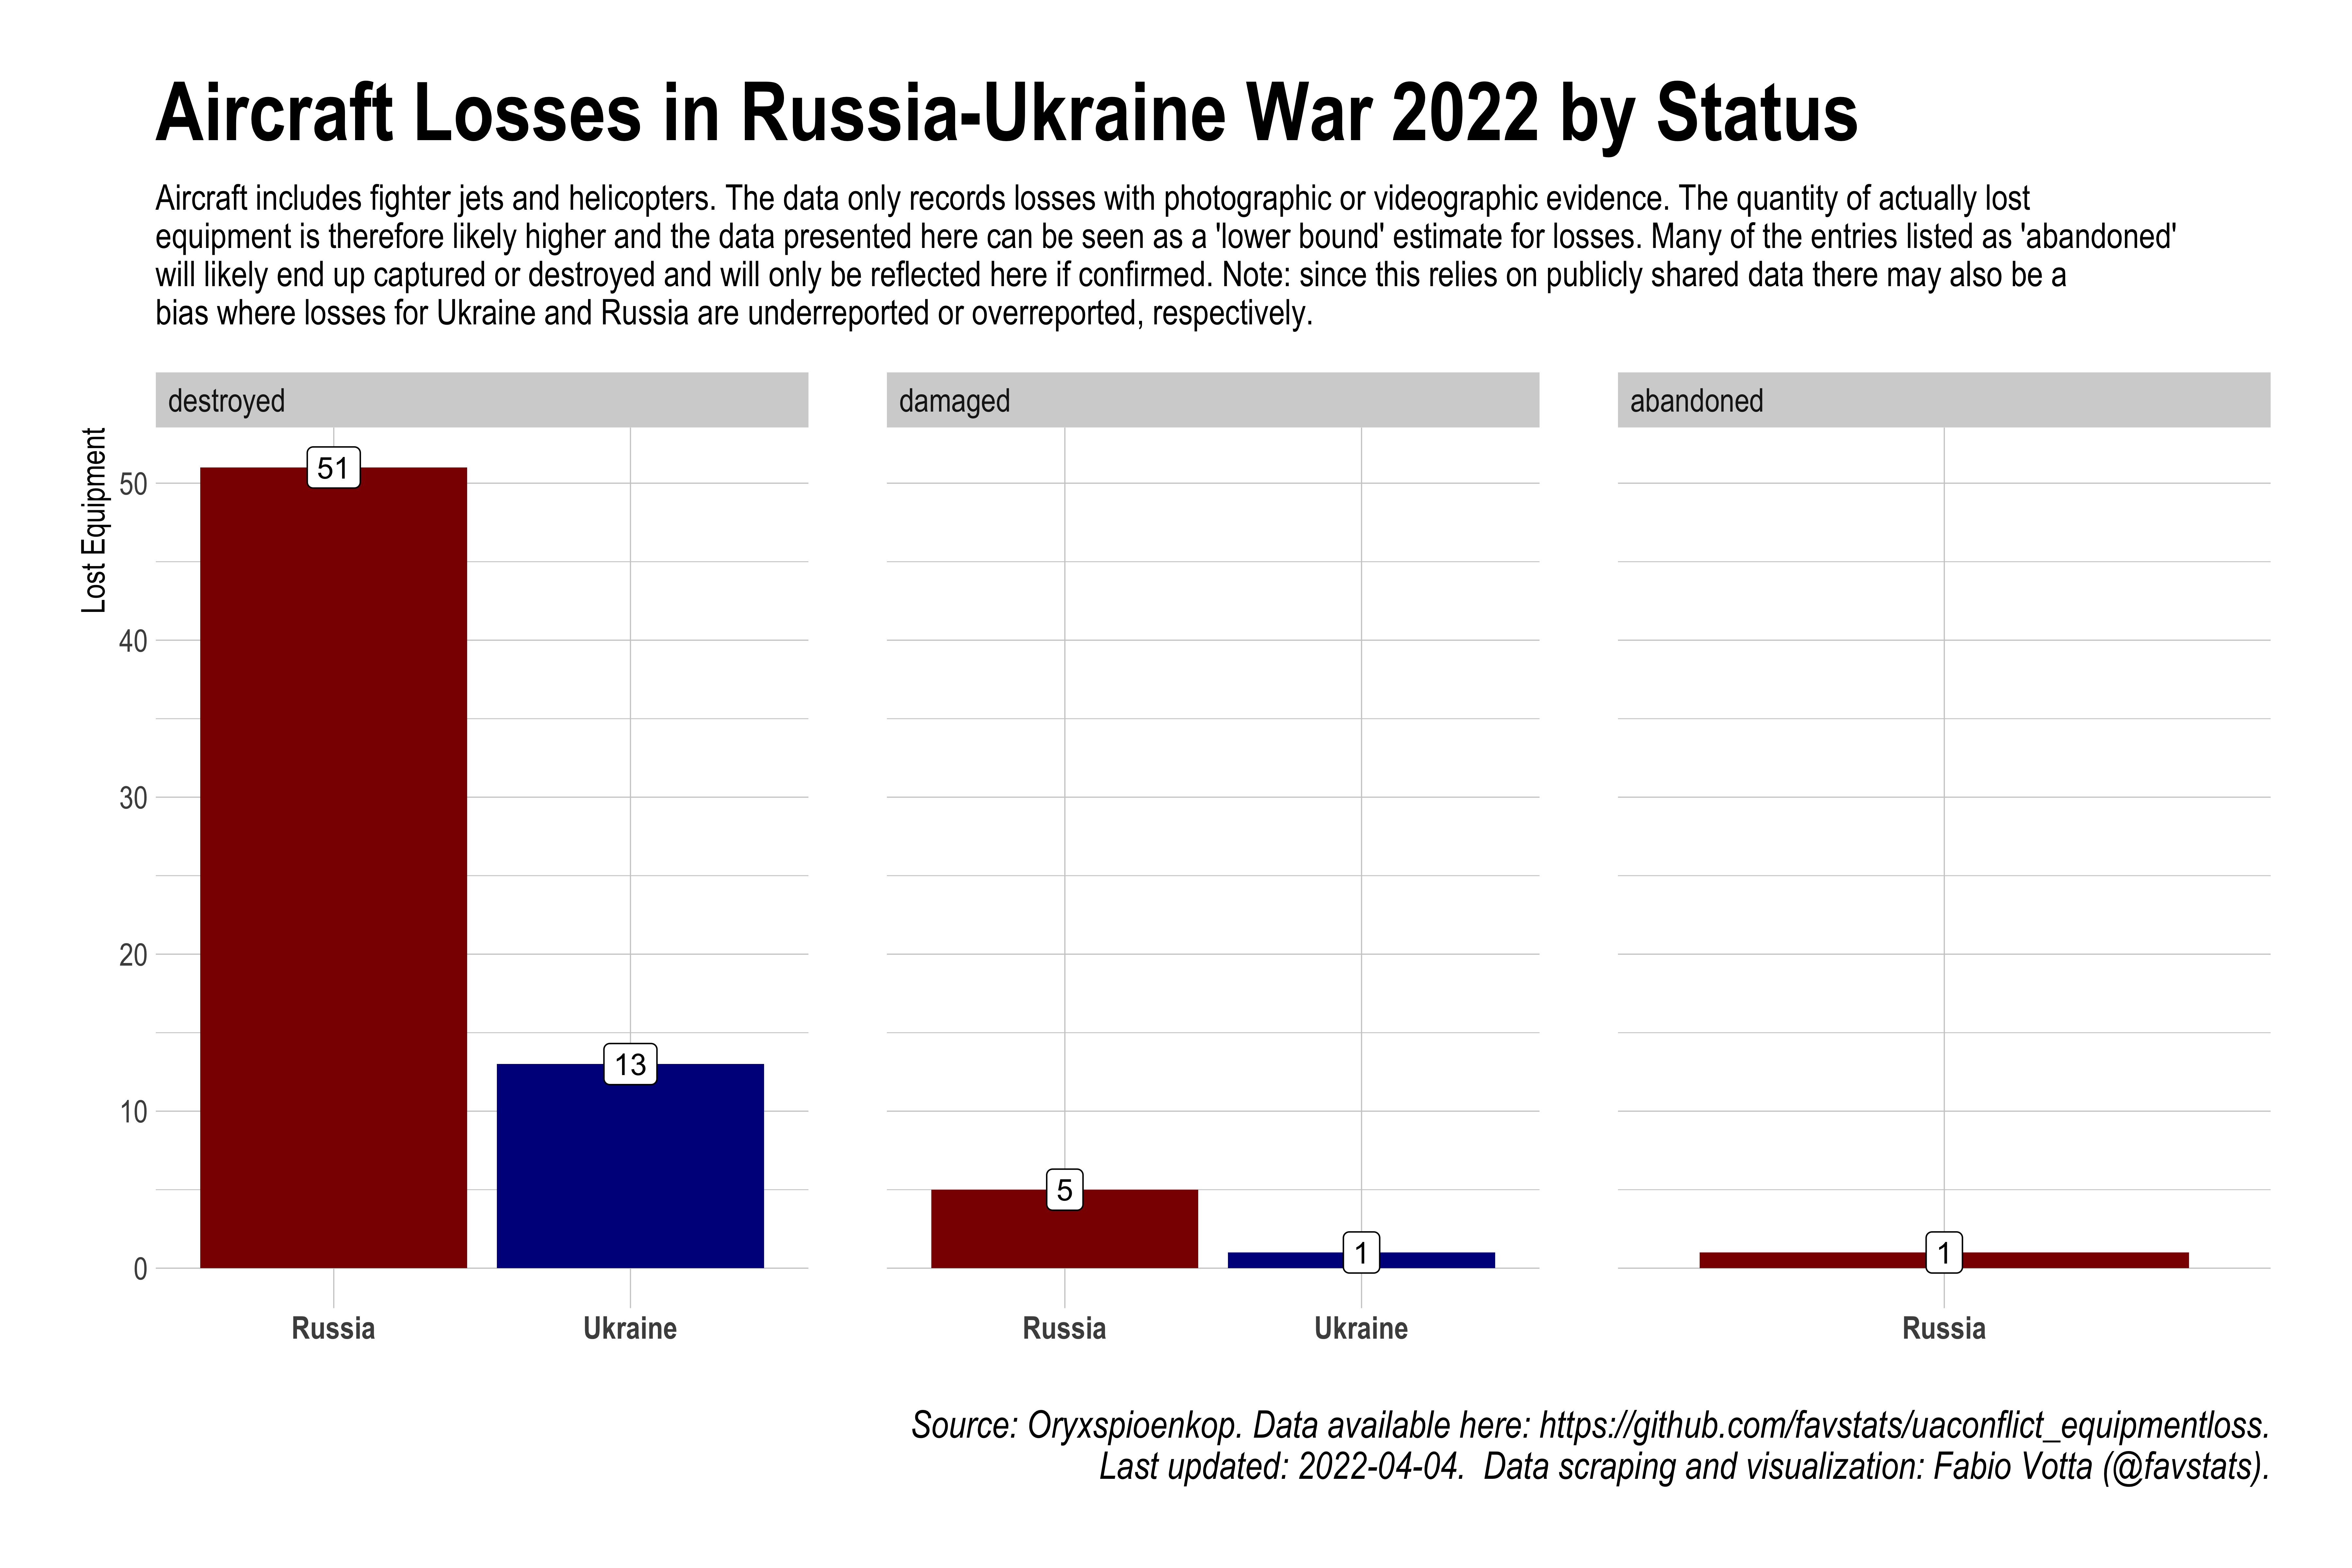 Aircraft Losses in Russia-Ukraine War 2022 by Status
Aircraft includes fighter jets and helicopters. The data only records losses with photographic or videographic evidence. The quantity of actually lost
equipment is therefore likely higher and the data presented here can be seen as a 'lower bound' estimate for losses. Many of the entries listed as 'abandoned'
will likely end up captured or destroyed and will only be reflected here if confirmed. Note: since this relies on publicly shared data there may also be a
bias where losses for Ukraine and Russia are underreported or overreported, respectively.
destroyed
damaged
abandoned
Lost Equipment
50
40
30
20
10
0
51
13
5
1
1
Russia
Ukraine
Russia
Ukraine
Russia
Source: Oryxspioenkop. Data available here: https://github.com/favstats/uaconflict_equipmentloss.
Last updated: 2022-04-04.  Data scraping and visualization: Fabio Votta (@favstats).